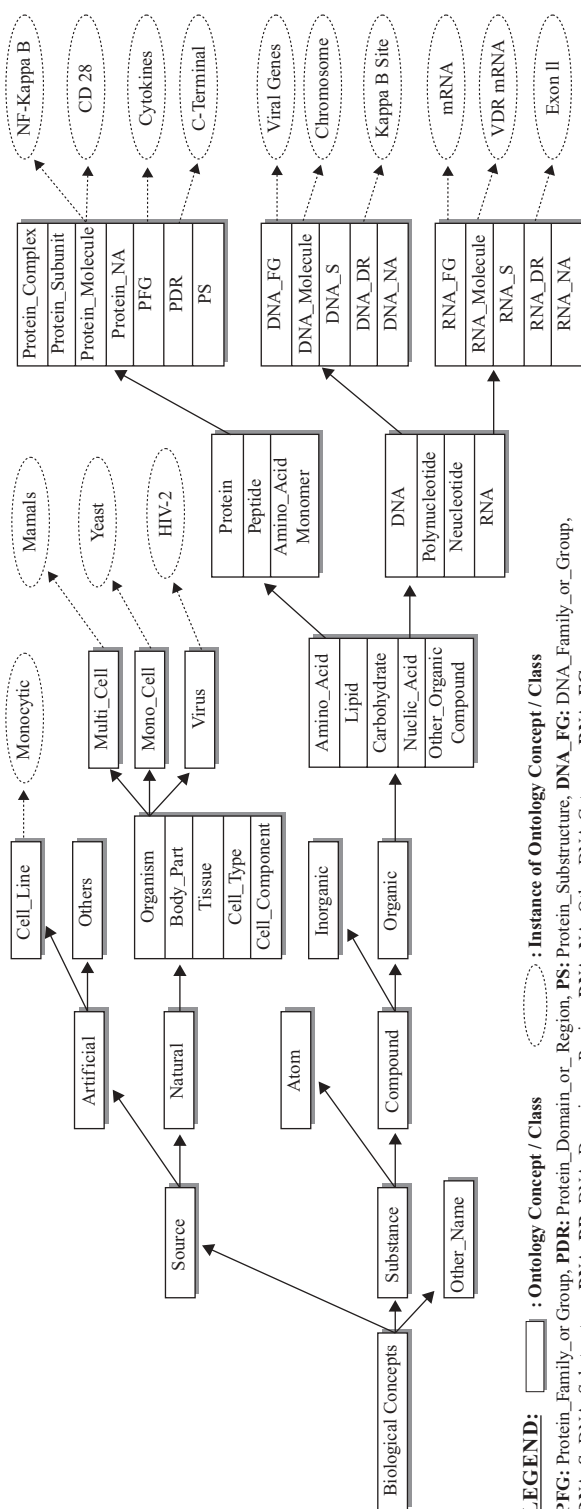 NF-Kappa B
CD 28
Cytokines
C-Terminal
Viral Genes
Chromosome
Kappa B Site
mRNA
VDR mRNA
Exon ll
Protein_Complex
Protein_Subunit
Protein_Molecule
Protein_NA
PFG
PDR
PS
DNA_FG
DNA_Molecule
DNA_S
DNA_DR
DNA_NA
RNA_FG
RNA_Molecule
RNA_S
RNA_DR
RNA_NA
Mamals
Yeast
HIV-2
Protein
Peptide
Amino_Acid
Monomer
DNA
Polynucleotide
Neucleotide
RNA
Monocytic
Multi_Cell
Mono_Cell
Virus
Amino_Acid
Lipid
Carbohydrate
Nuclic_Acid
Other_Organic
Compound
Cell_Line
Others
Organism
Body_Part
Tissue
Cell_Type
Cell_Component
Inorganic
Organic
Artificial
Natural
Atom
Compound
Source
Substance
Other_Name
Biological Concepts
LEGEND: : Ontology Concept / Class : Instance of Ontology Concept / Class
PFG: Protein_Family_or Group, PDR: Protein_Domain_or_ Region, PS: Protein_Substructure, DNA_FG: DNA_Family_or_Group,